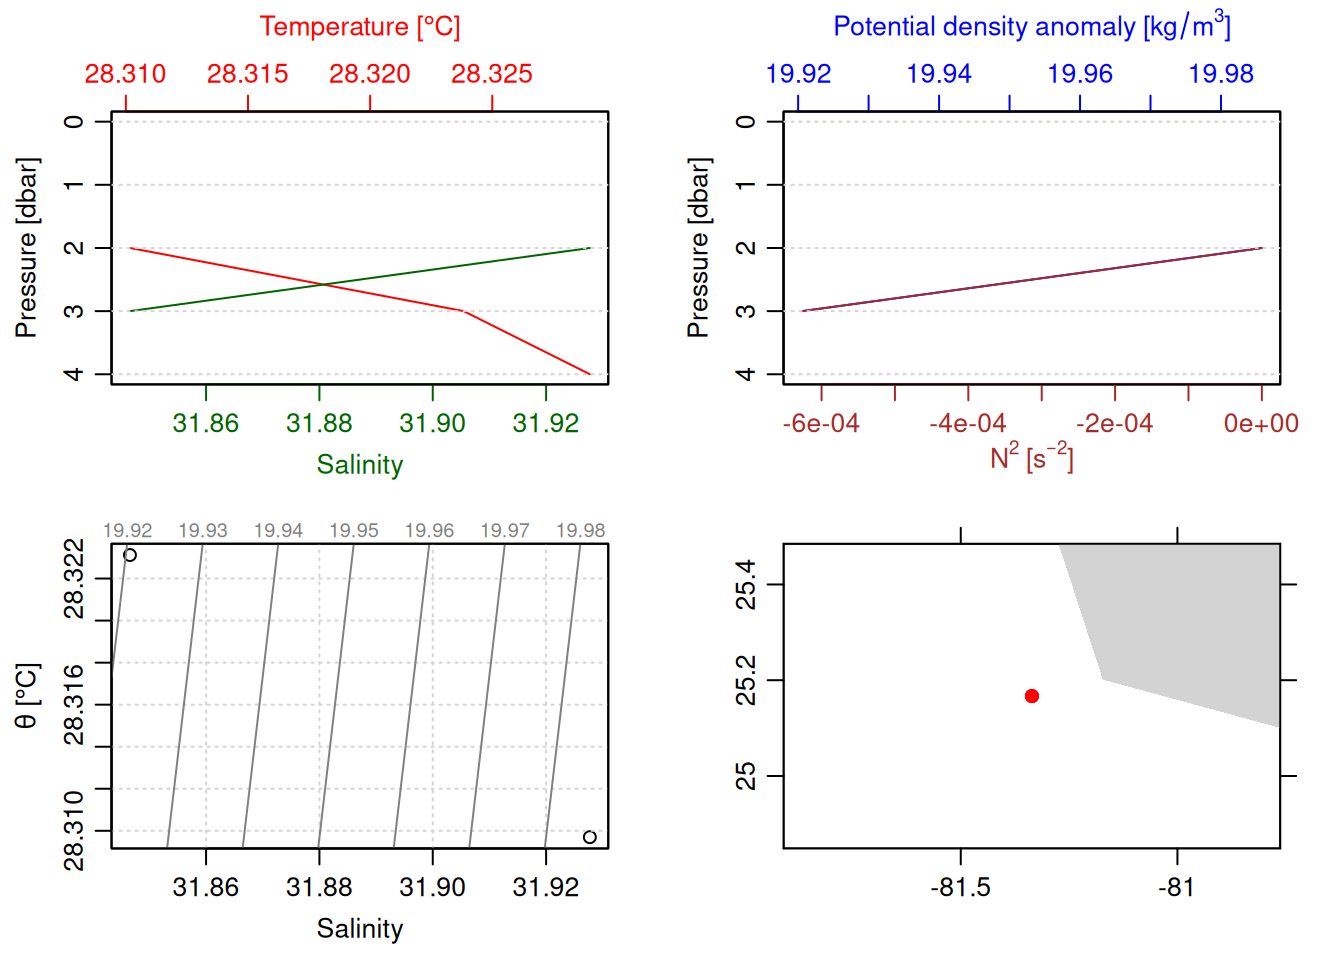 Temperature [°C]
28.310 28.315 28.320 28.325
0
1
2
3
4
Pressure [dbar]
31.86 31.88 31.90 31.92
Salinity
Potential density anomaly [kg/m³]
19.92 19.94 19.96 19.98
0
1
2
3
4
Pressure [dbar]
-6e-04 -4e-04 -2e-04 0e+00
N² [s⁻²]
19.92 19.93 19.94 19.95 19.96 19.97 19.98
28.322
28.316
28.310
θ [°C]
31.86 31.88 31.90 31.92
Salinity
25.4
25.2
25
-81.5 -81